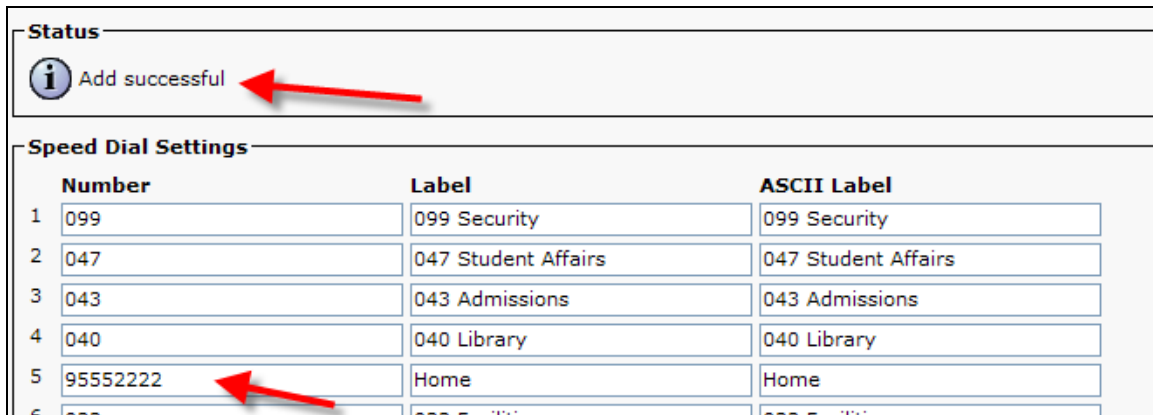 Status
Add successful
Speed Dial Settings
Number Label ASCII Label
1 099 099 Security 099 Security
2 047 047 Student Affairs 047 Student Affairs
3 043 043 Admissions 043 Admissions
4 040 040 Library 040 Library
5 95552222 Home Home